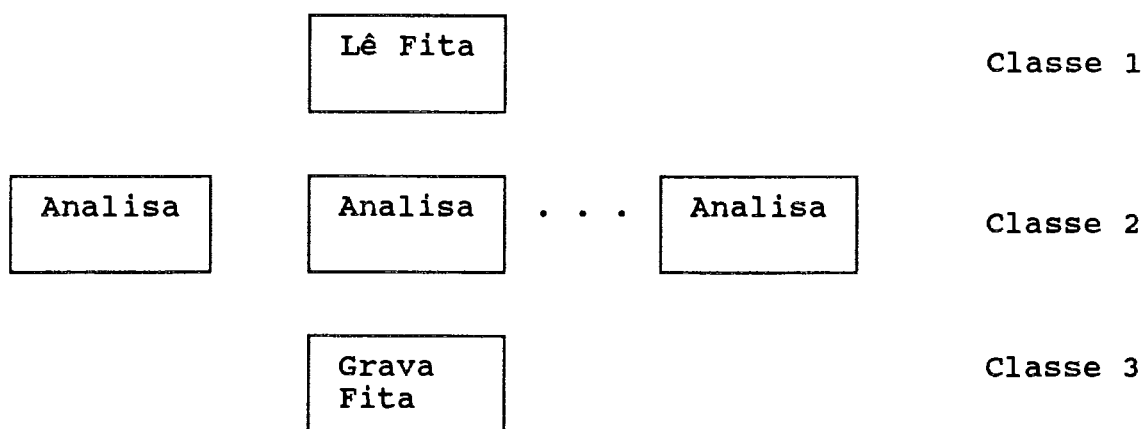 Lê Fita
Classe 1
Analisa
Analisa
. . .
Analisa
Classe 2
Grava
Fita
Classe 3